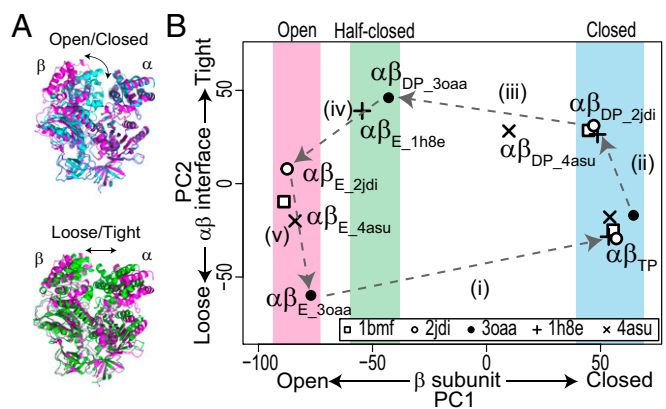 A
Open/Closed
β α
Loose/Tight
β α
B
Open Half-closed Closed
PC2
Loose αβ interface Tight
50
0
−50
αβDP_3oaa
(iii)
αβDP_2jdi
(iv)
αβE_1h8e
αβDP_4asu
(ii)
αβE_2jdi
αβE_4asu
(v)
αβTP
αβE_3oaa
(i)
1bmf 2jdi 3oaa 1h8e 4asu
−100 −50 0 50
Open β subunit Closed
PC1